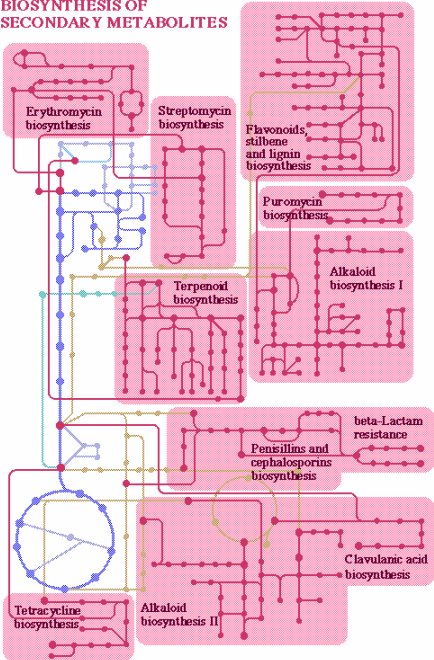 BIOSYNTHESIS OF
SECONDARY METABOLITES
Erythromycin
biosynthesis
Streptomycin
biosynthesis
Flavonoids,
stilbene
and lignin
biosynthesis
Puromycin
biosynthesis
Alkaloid
biosynthesis I
Terpenoid
biosynthesis
beta-Lactam
resistance
Penisillins and
cephalosporins
biosynthesis
Clavulanic acid
biosynthesis
Alkaloid
biosynthesis II
Tetracycline
biosynthesis